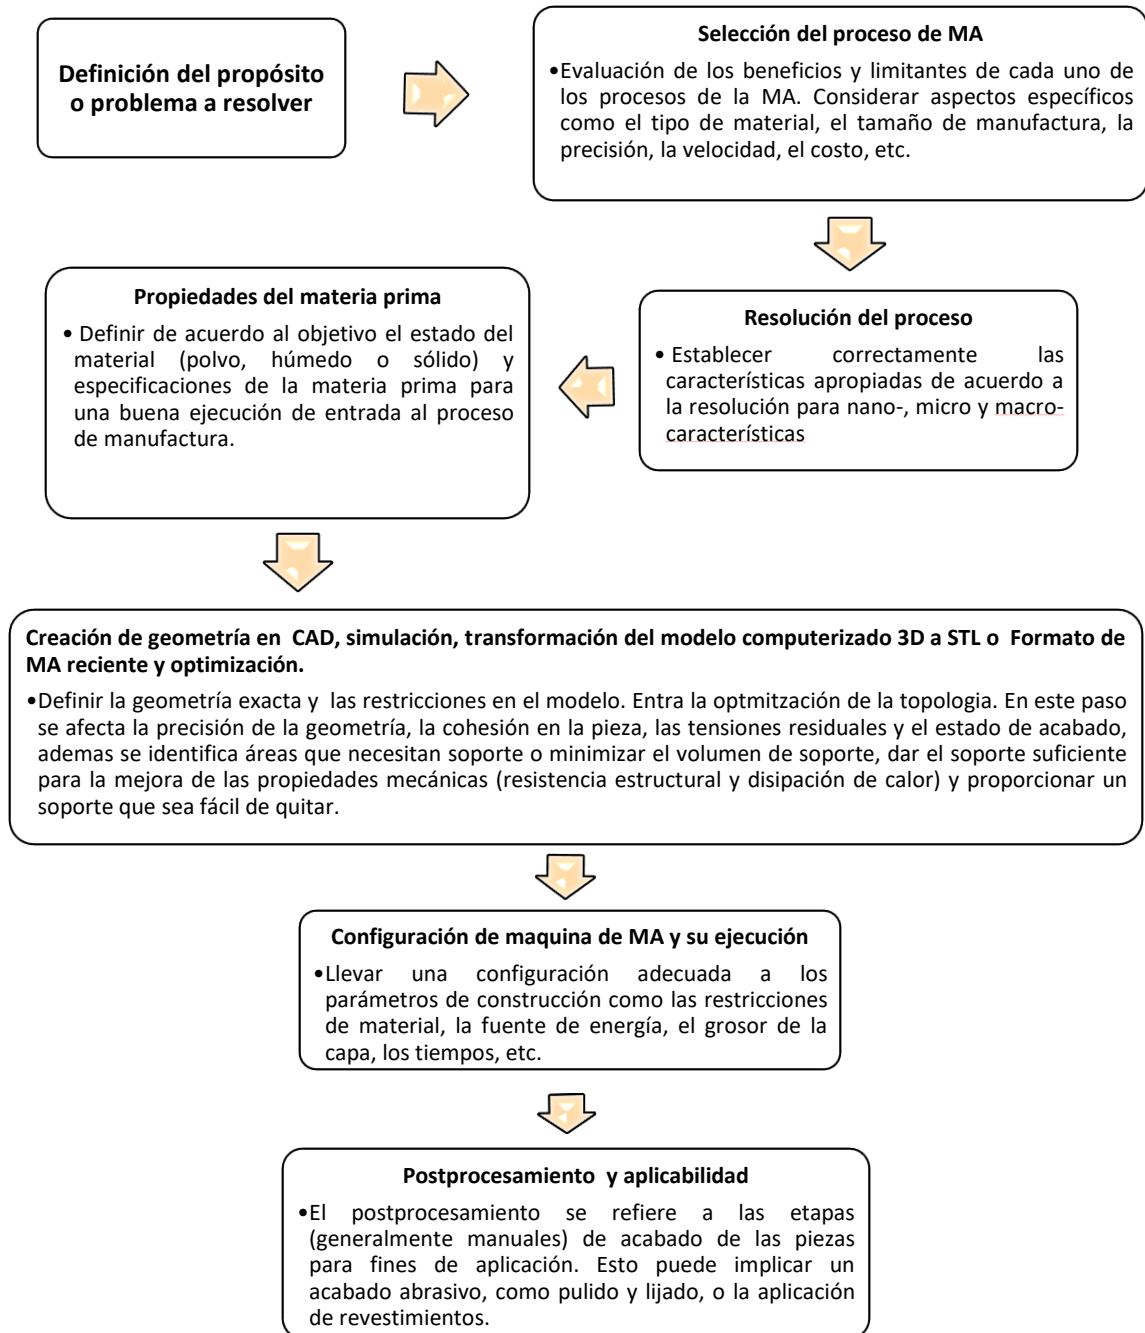 Definición del propósito
o problema a resolver
Selección del proceso de MA
•Evaluación de los beneficios y limitantes de cada uno de
los procesos de la MA. Considerar aspectos específicos
como el tipo de material, el tamaño de manufactura, la
precisión, la velocidad, el costo, etc.
Resolución del proceso
• Establecer correctamente las
características apropiadas de acuerdo a
la resolución para nano-, micro y macro-
características
Propiedades del materia prima
• Definir de acuerdo al objetivo el estado del
material (polvo, húmedo o sólido) y
especificaciones de la materia prima para
una buena ejecución de entrada al proceso
de manufactura.
Creación de geometría en CAD, simulación, transformación del modelo computerizado 3D a STL o Formato de
MA reciente y optimización.
•Definir la geometría exacta y las restricciones en el modelo. Entra la optmitzación de la topologia. En este paso
se afecta la precisión de la geometría, la cohesión en la pieza, las tensiones residuales y el estado de acabado,
ademas se identifica áreas que necesitan soporte o minimizar el volumen de soporte, dar el soporte suficiente
para la mejora de las propiedades mecánicas (resistencia estructural y disipación de calor) y proporcionar un
soporte que sea fácil de quitar.
Configuración de maquina de MA y su ejecución
•Llevar una configuración adecuada a los
parámetros de construcción como las restricciones
de material, la fuente de energía, el grosor de la
capa, los tiempos, etc.
Postprocesamiento y aplicabilidad
•El postprocesamiento se refiere a las etapas
(generalmente manuales) de acabado de las piezas
para fines de aplicación. Esto puede implicar un
acabado abrasivo, como pulido y lijado, o la aplicación
de revestimientos.